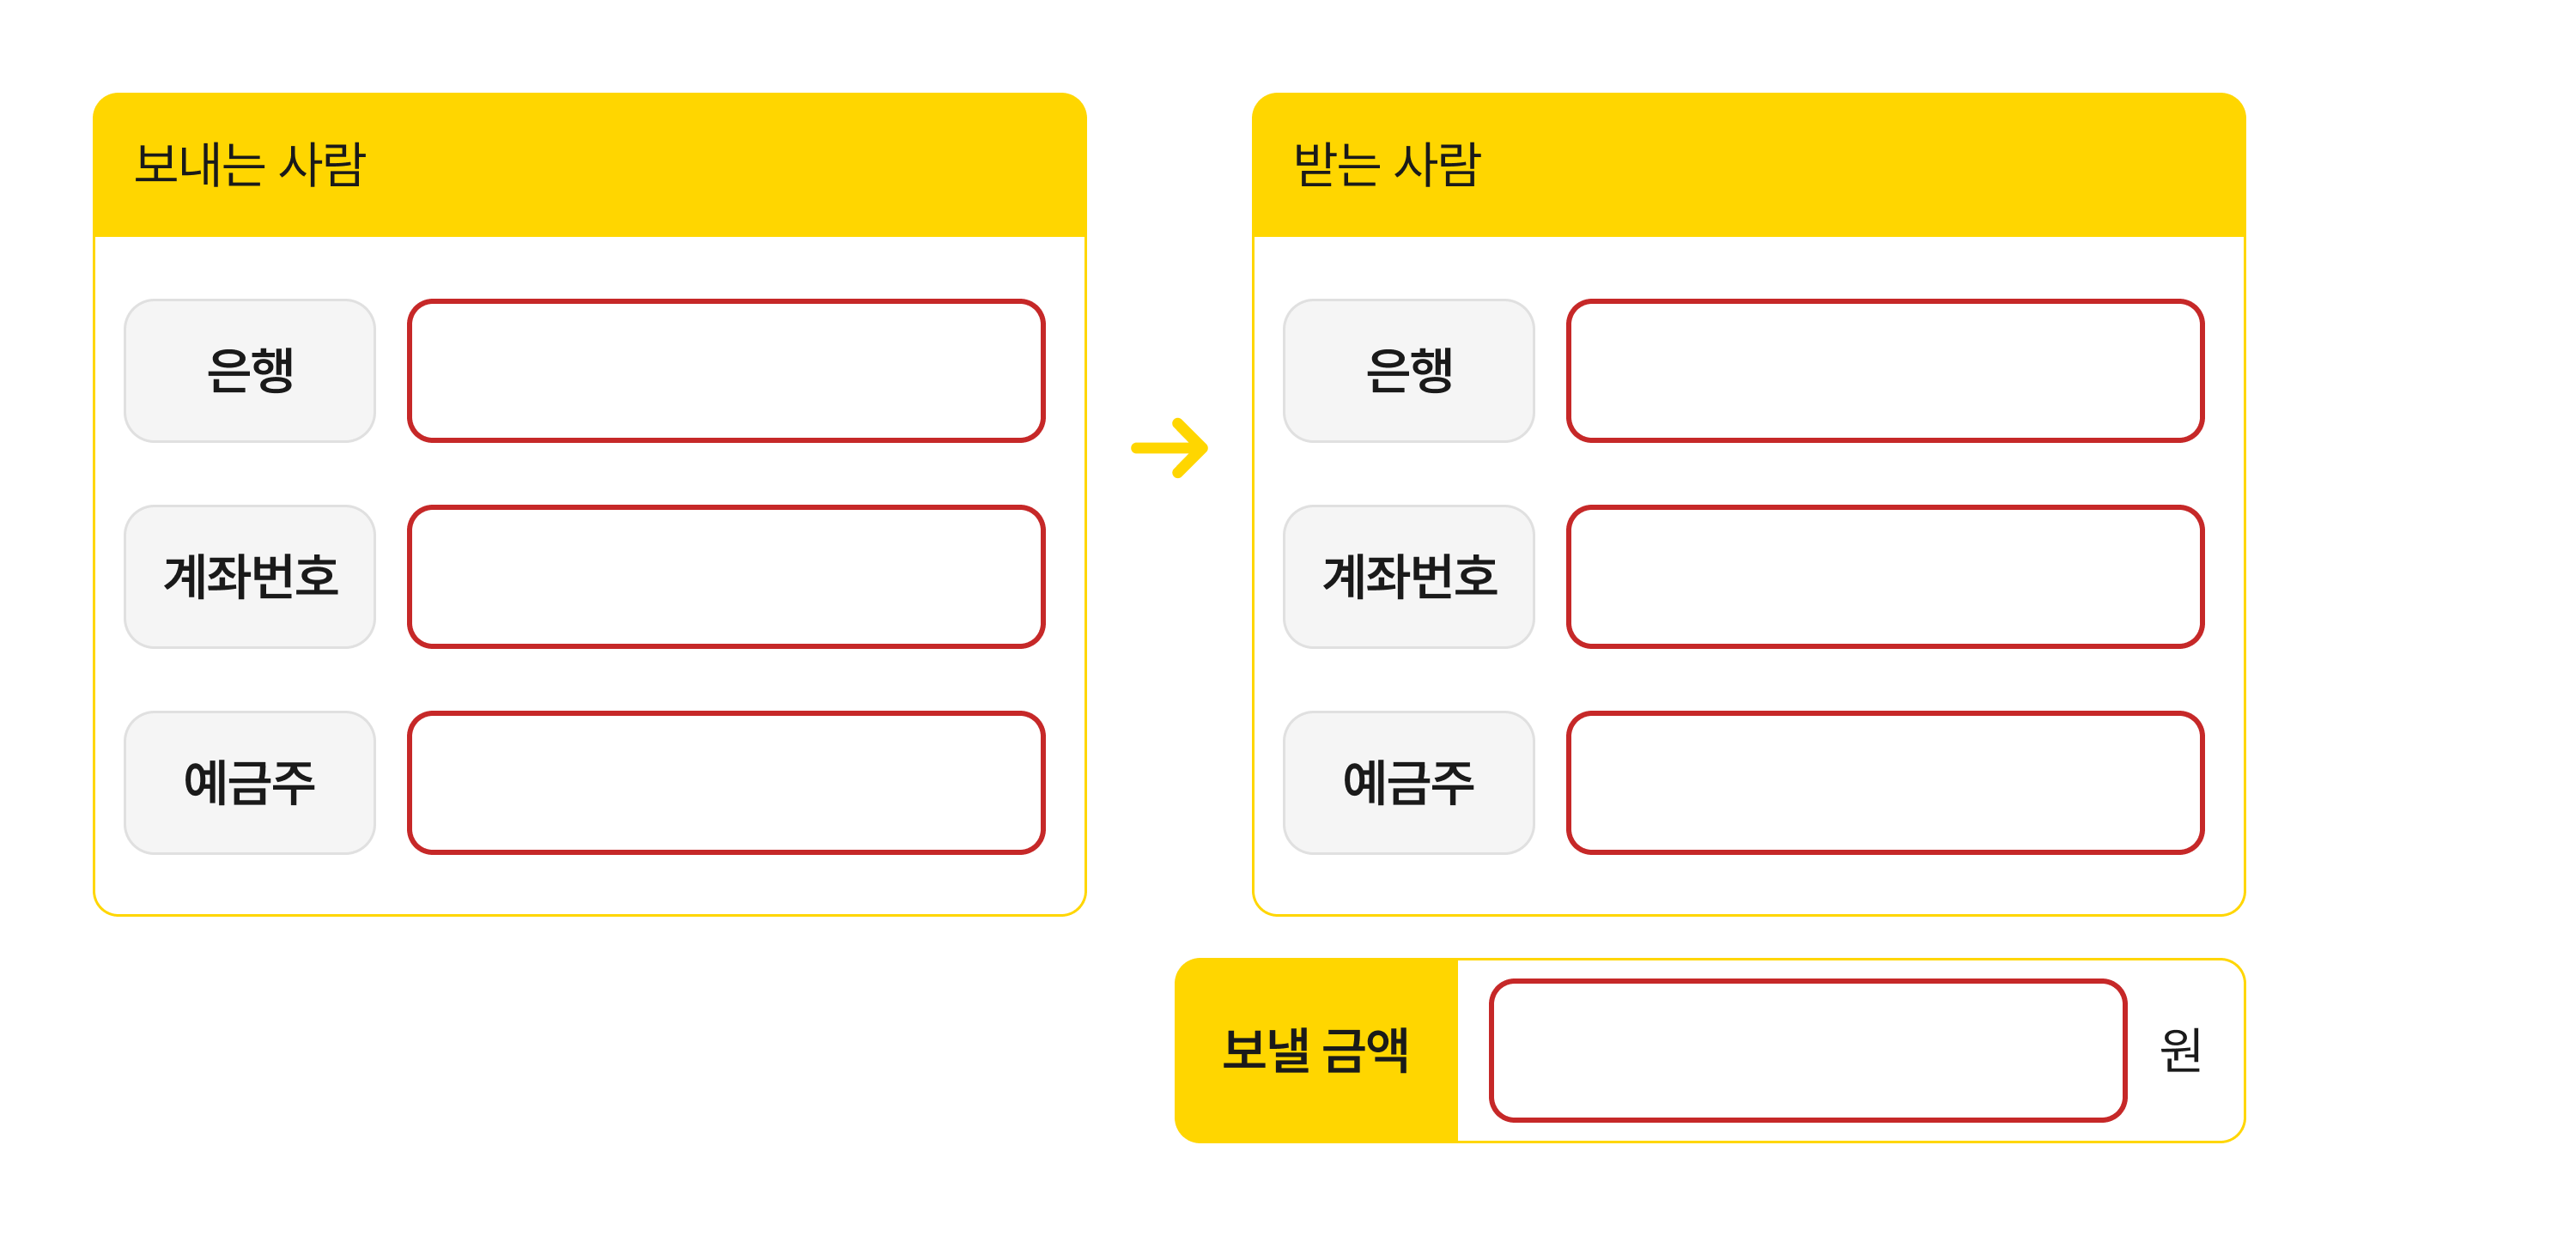 보내는 사람
은행
계좌번호
예금주
받는 사람
은행
계좌번호
예금주
보낼 금액
원